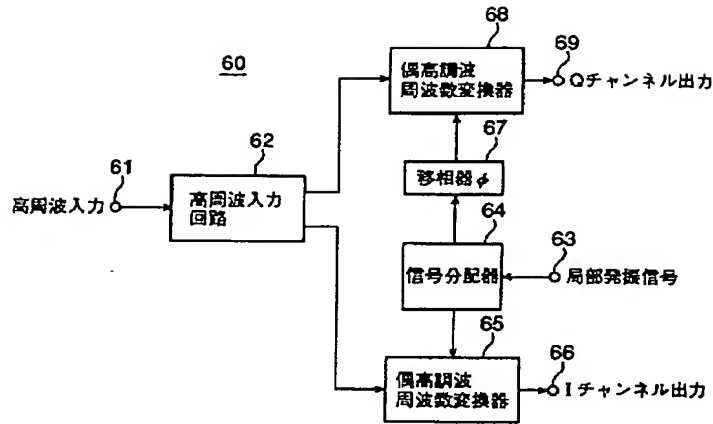 68
69
60
偶高調波
周波数変換器
Qチャンネル出力
67
62
61
移相器φ
高周波入力
高周波入力
回路
64
63
信号分配器
局部発振信号
65
66
偶高調波
周波数変換器
Iチャンネル出力